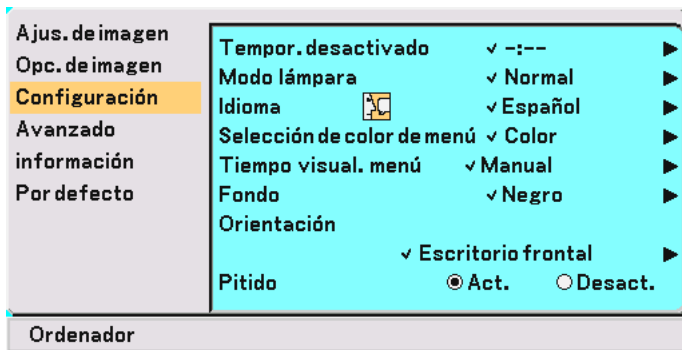 Ajus. de imagen
Opc. de imagen
Configuración
Avanzado
información
Por defecto
Tempor. desactivado ✓ -:-- ▶
Modo lámpara ✓ Normal ▶
Idioma ✓ Español ▶
Selección de color de menú ✓ Color ▶
Tiempo visual. menú ✓ Manual ▶
Fondo ✓ Negro ▶
Orientación
✓ Escritorio frontal ▶
Pitido ◉ Act. ○ Desact.
Ordenador